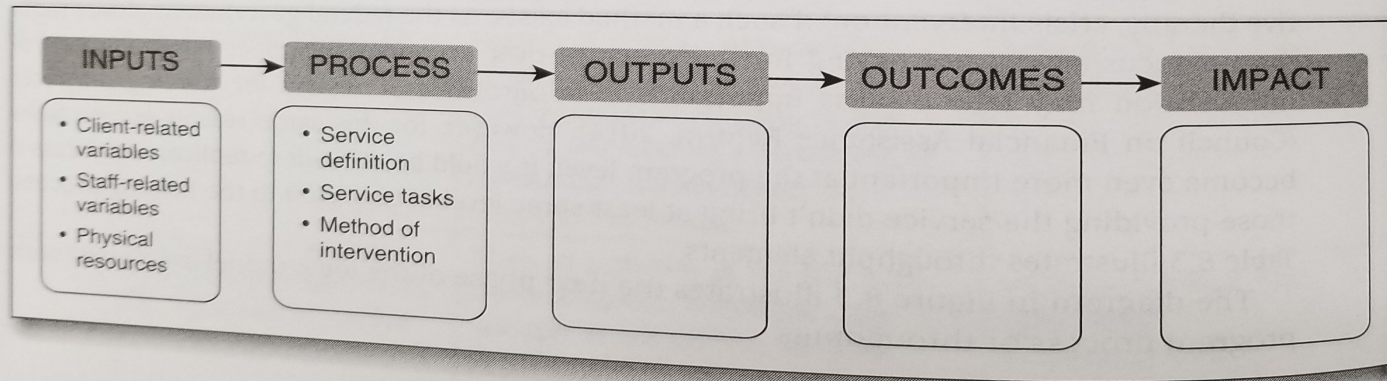 INPUTS
PROCESS
OUTPUTS
OUTCOMES
IMPACT
• Client-related
variables
• Staff-related
variables
• Physical
resources
• Service
definition
• Service tasks
• Method of
intervention